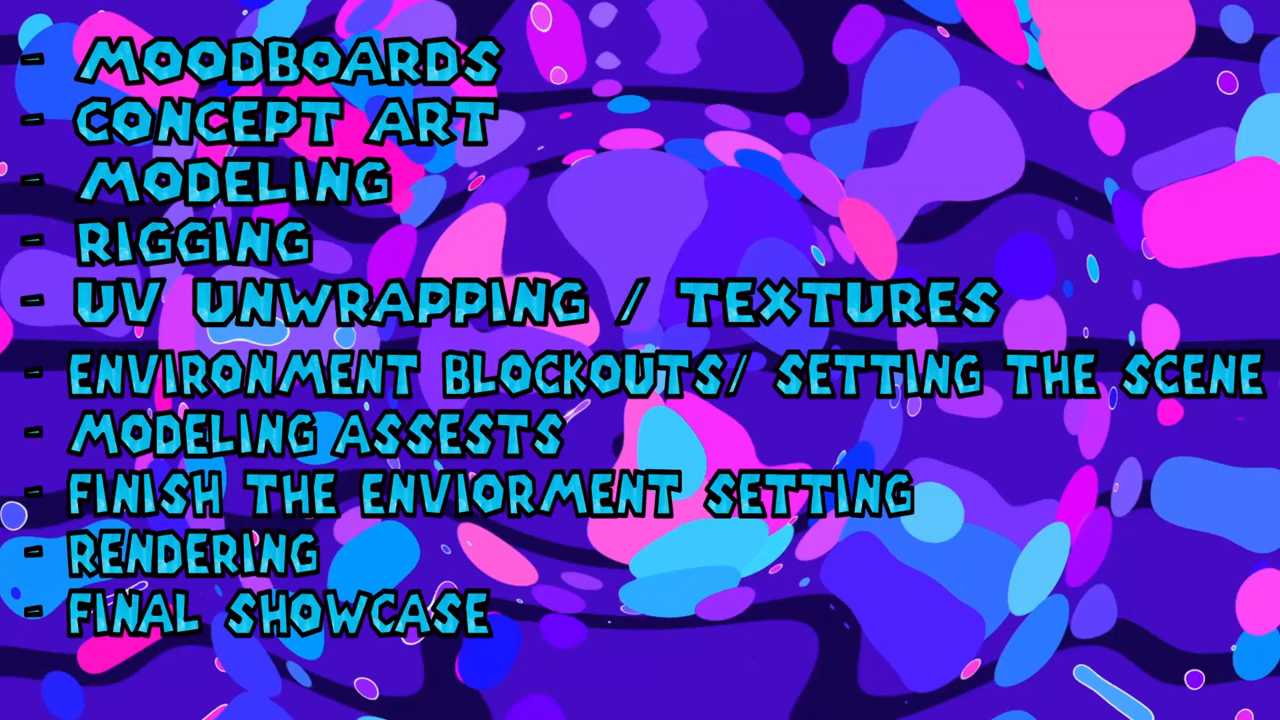 - MOODBOARDS
- CONCEPT ART
- MODELING
- RIGGING
- UV UNWRAPPING / TEXTURES
- ENVIRONMENT BLOCKOUTS/ SETTING THE SCENE
- MODELING ASSESTS
- FINISH THE ENVIORMENT SETTING
- RENDERING
- FINAL SHOWCASE